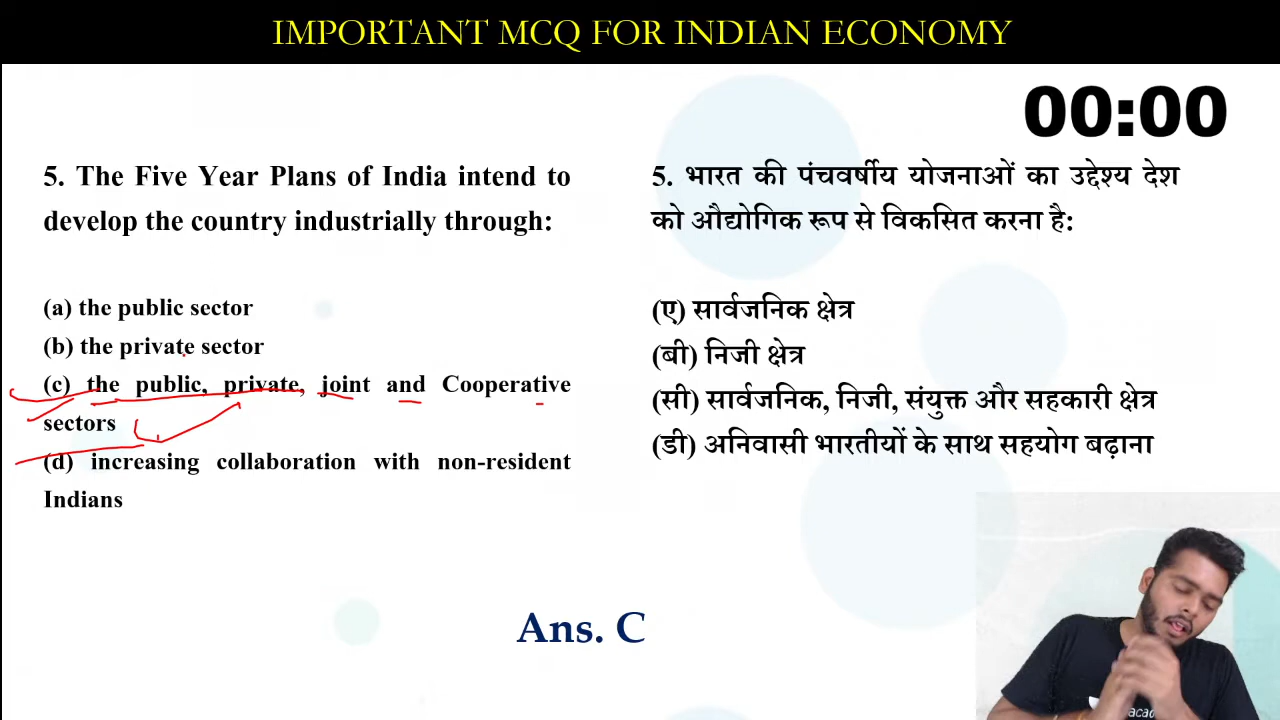 IMPORTANT MCQ FOR INDIAN ECONOMY
00:00
5. The Five Year Plans of India intend to
develop the country industrially through:
(a) the public sector
(b) the private sector
(c) the public, private, joint and Cooperative
sectors
(d) increasing collaboration with non-resident
Indians
5. भारत की पंचवर्षीय योजनाओं का उद्देश्य देश
को औद्योगिक रूप से विकसित करना है:
(ए) सार्वजनिक क्षेत्र
(बी) निजी क्षेत्र
(सी) सार्वजनिक, निजी, संयुक्त और सहकारी क्षेत्र
(डी) अनिवासी भारतीयों के साथ सहयोग बढ़ाना
Ans. C